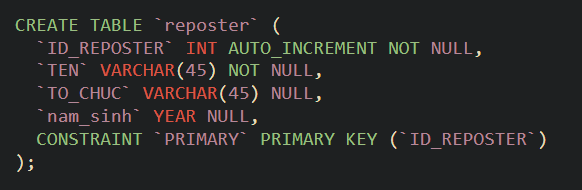 CREATE TABLE `reposter` (
  `ID_REPOSTER` INT AUTO_INCREMENT NOT NULL,
  `TEN` VARCHAR(45) NOT NULL,
  `TO_CHUC` VARCHAR(45) NULL,
  `nam_sinh` YEAR NULL,
  CONSTRAINT `PRIMARY` PRIMARY KEY (`ID_REPOSTER`)
);